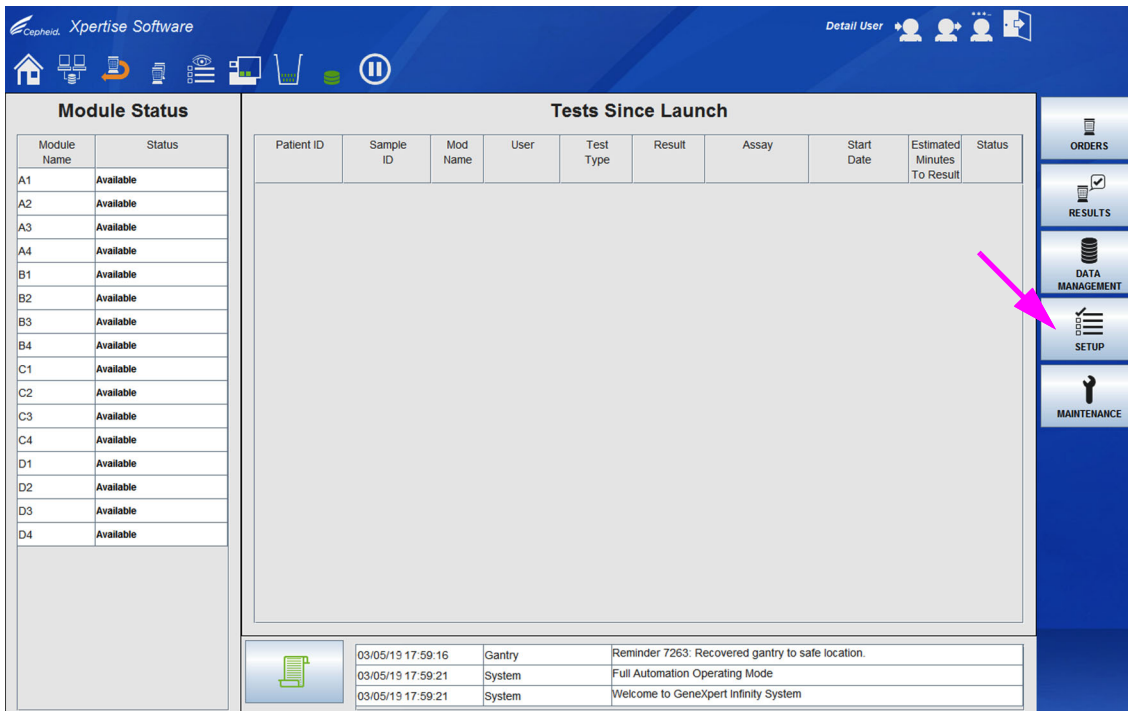 Cepheid. Xpertise Software
Detail User
Module Status
Module Name
Status
A1 Available
A2 Available
A3 Available
A4 Available
B1 Available
B2 Available
B3 Available
B4 Available
C1 Available
C2 Available
C3 Available
C4 Available
D1 Available
D2 Available
D3 Available
D4 Available
Tests Since Launch
Patient ID
Sample ID
Mod Name
User
Test Type
Result
Assay
Start Date
Estimated Minutes To Result
Status
03/05/19 17:59:16 Gantry Reminder 7263: Recovered gantry to safe location.
03/05/19 17:59:21 System Full Automation Operating Mode
03/05/19 17:59:21 System Welcome to GeneXpert Infinity System
ORDERS
RESULTS
DATA
MANAGEMENT
SETUP
MAINTENANCE